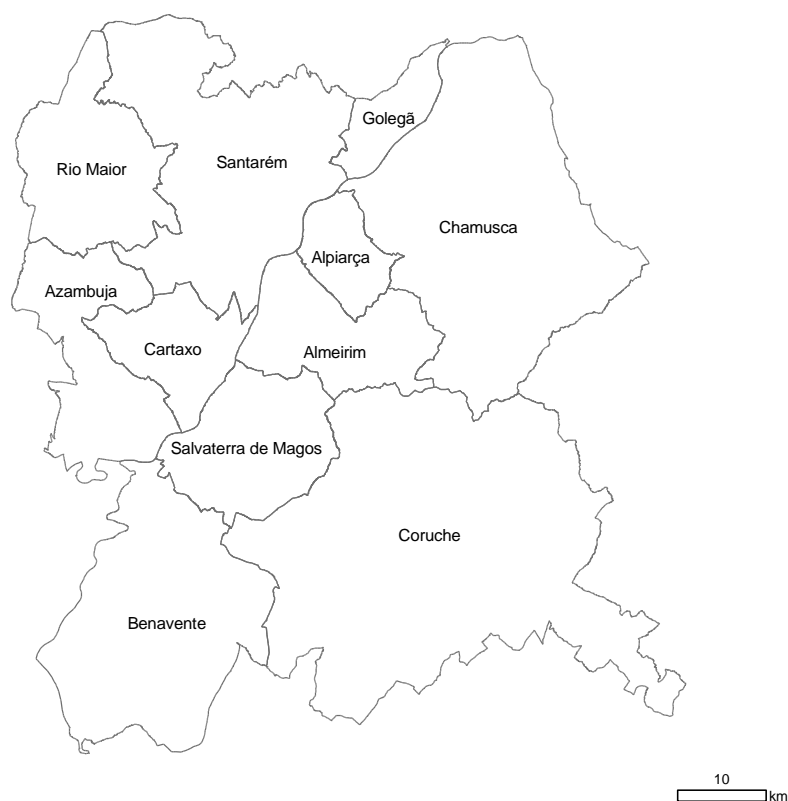 Golegã
Santarém
Rio Maior
Chamusca
Alpiarça
Azambuja
Cartaxo
Almeirim
Salvaterra de Magos
Coruche
Benavente
10
km